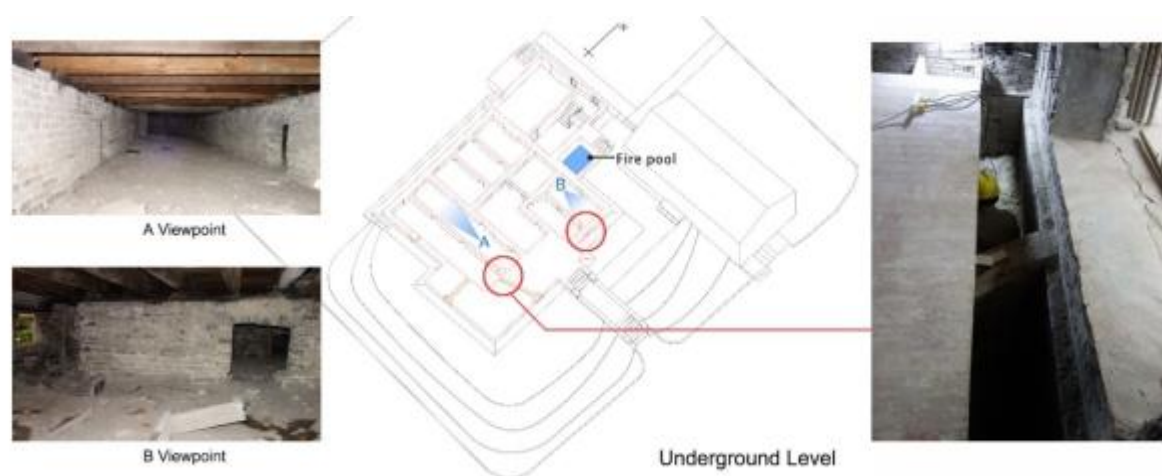 Fire pool
B
A
A Viewpoint
B Viewpoint
Underground Level